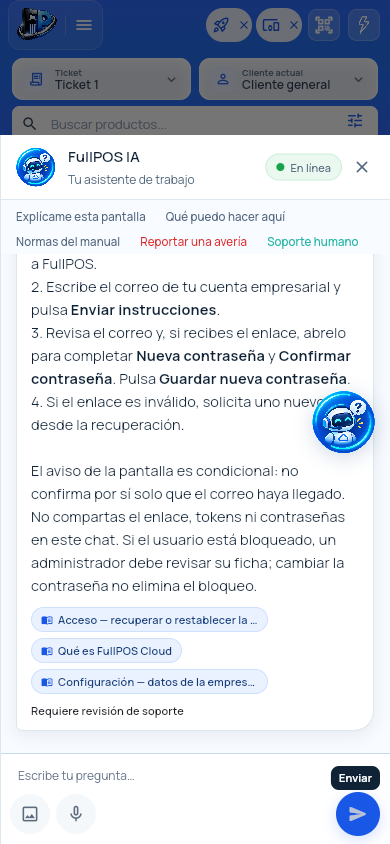 Ticket
Ticket 1
Cliente actual
Cliente general
Buscar productos...
FullPOS IA
Tu asistente de trabajo
En línea
Explícame esta pantalla
Qué puedo hacer aquí
Normas del manual
Reportar una avería
Soporte humano
a FullPOS.
2. Escribe el correo de tu cuenta empresarial y
pulsa Enviar instrucciones.
3. Revisa el correo y, si recibes el enlace, abrelo
para completar Nueva contraseña y Confirmar
contraseña. Pulsa Guardar nueva contraseña.
4. Si el enlace es inválido, solicita uno nuevo
desde la recuperación.
El aviso de la pantalla es condicional: no
confirma por sí solo que el correo haya llegado.
No compartas el enlace, tokens ni contraseñas
en este chat. Si el usuario está bloqueado, un
administrador debe revisar su ficha; cambiar la
contraseña no elimina el bloqueo.
Acceso — recuperar o restablecer la ...
Qué es FullPOS Cloud
Configuración — datos de la empres...
Requiere revisión de soporte
Escribe tu pregunta...
Enviar